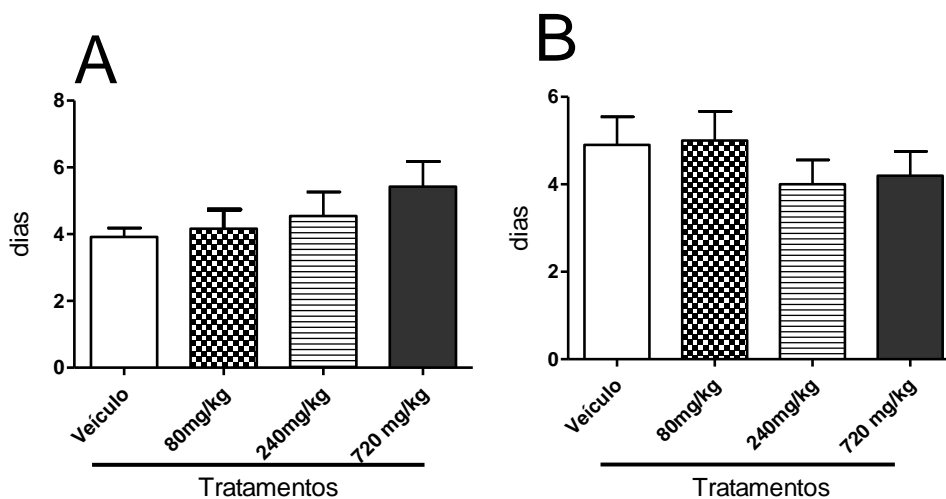 A
8
6
4
2
0
dias
Veículo
80mg/kg
240mg/kg
720 mg/kg
Tratamentos
B
6
4
2
0
dias
Veículo
80mg/kg
240mg/kg
720 mg/kg
Tratamentos